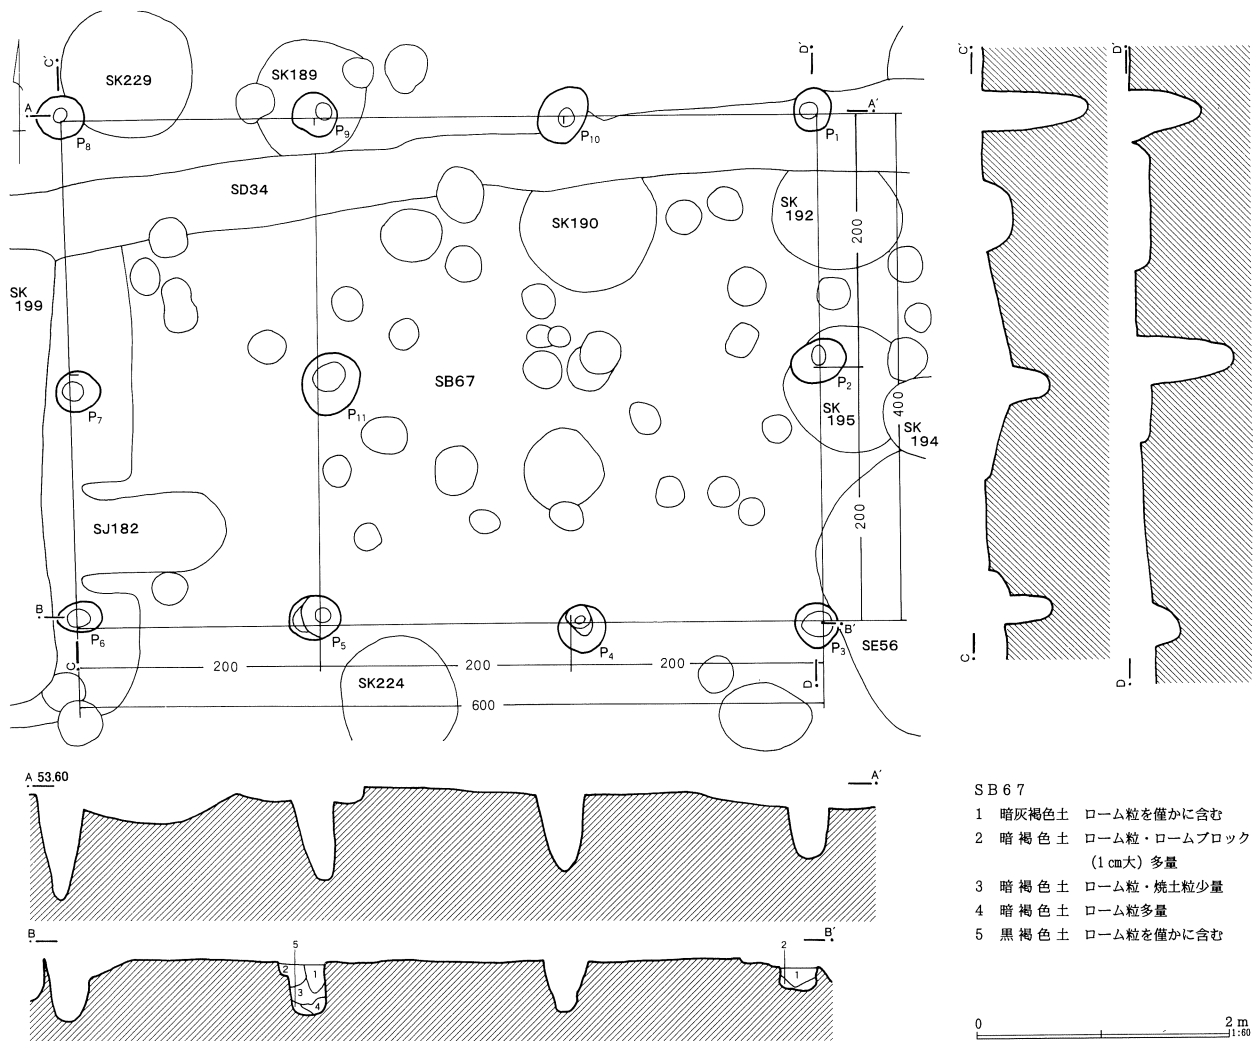 C'
D'
SK229
SK189
A
A'
P8
P9
P10
P1
SD34
SK190
SK
192
200
SK
199
SB67
P2
P7
P11
SK
195
400
SK
194
SJ182
200
B
P6
P5
P4
B'
P3
SE56
C
200
200
200
D
SK224
600
C'
D'
C
D
A 53.60
A'
B
5
2
B'
2
1
3
4
1
SB67
1 暗灰褐色土 ローム粒を僅かに含む
2 暗褐色土 ローム粒・ロームブロック
(1㎝大)多量
3 暗褐色土 ローム粒・焼土粒少量
4 暗褐色土 ローム粒多量
5 黒褐色土 ローム粒を僅かに含む
0 2m
1:60